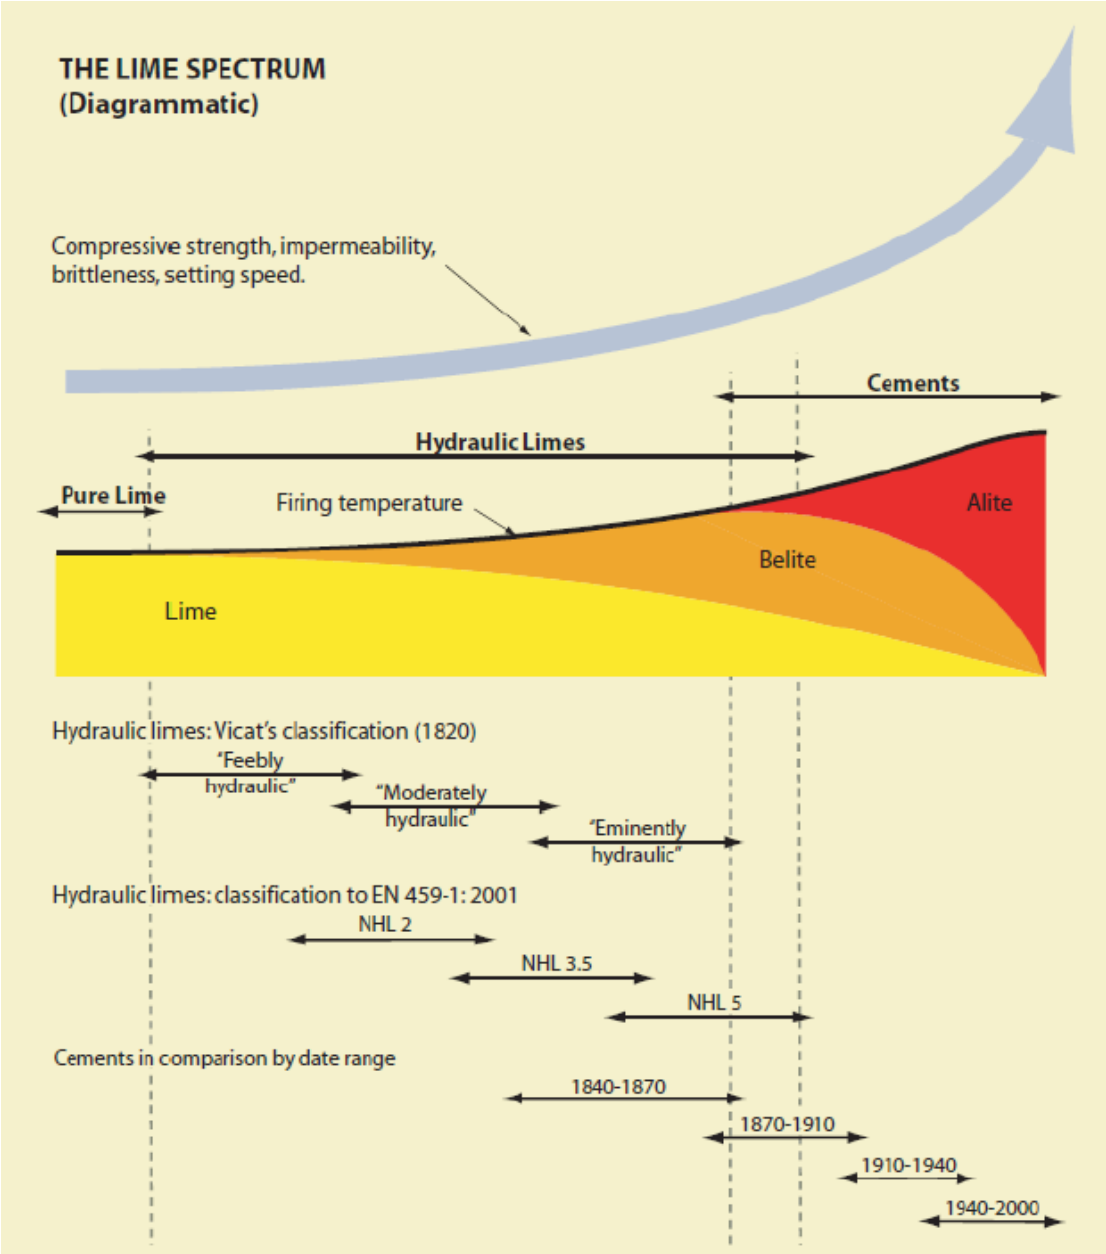 THE LIME SPECTRUM
(Diagrammatic)
Compressive strength, impermeability,
brittleness, setting speed.
Cements
Hydraulic Limes
Pure Lime
Firing temperature
Alite
Belite
Lime
Hydraulic limes: Vicat's classification (1820)
"Feebly
hydraulic"
"Moderately
hydraulic"
"Eminently
hydraulic"
Hydraulic limes: classification to EN 459-1: 2001
NHL 2
NHL 3.5
NHL 5
Cements in comparison by date range
1840-1870
1870-1910
1910-1940
1940-2000